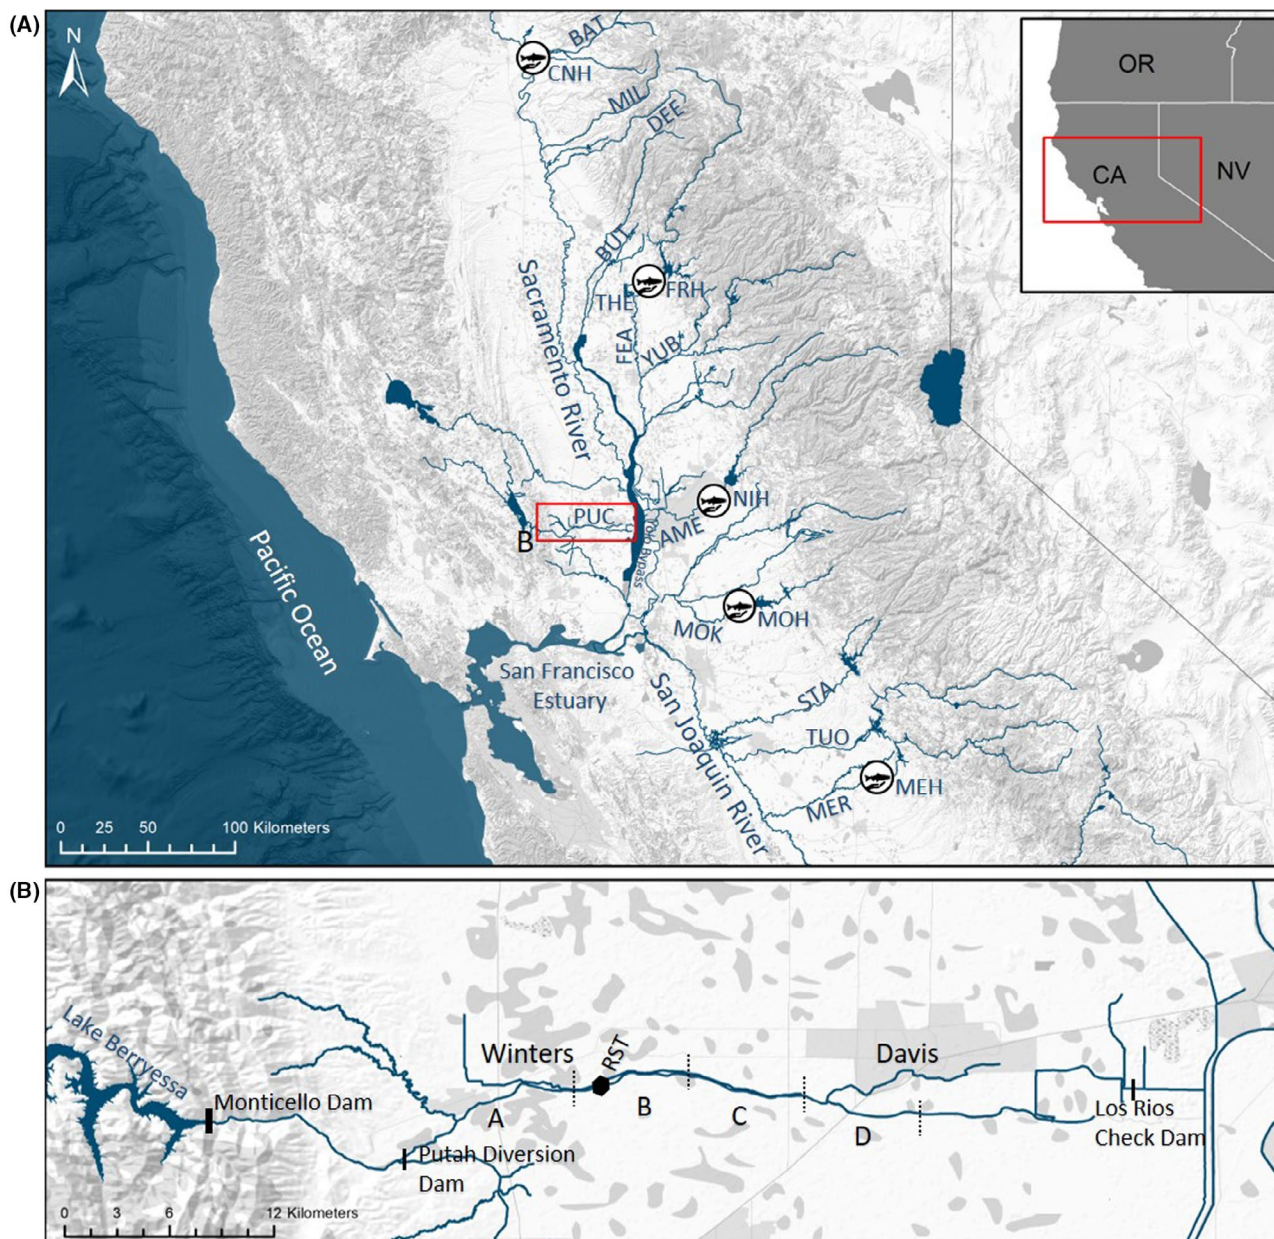 (A)
N
BAT
CNH
MIL
DEE
OR
CA
NV
BUT
FRH
THE
Sacramento River
FEA
YUB
NIH
PUC
AME
Yolo Bypass
B
Pacific Ocean
MOH
MOK
San Francisco
Estuary
San Joaquin River
STA
TUO
MEH
MER
0 25 50 100 Kilometers
(B)
Lake Berryessa
Monticello Dam
Winters
RST
Davis
A
B
C
D
Putah Diversion
Dam
Los Rios
Check Dam
0 3 6 12 Kilometers